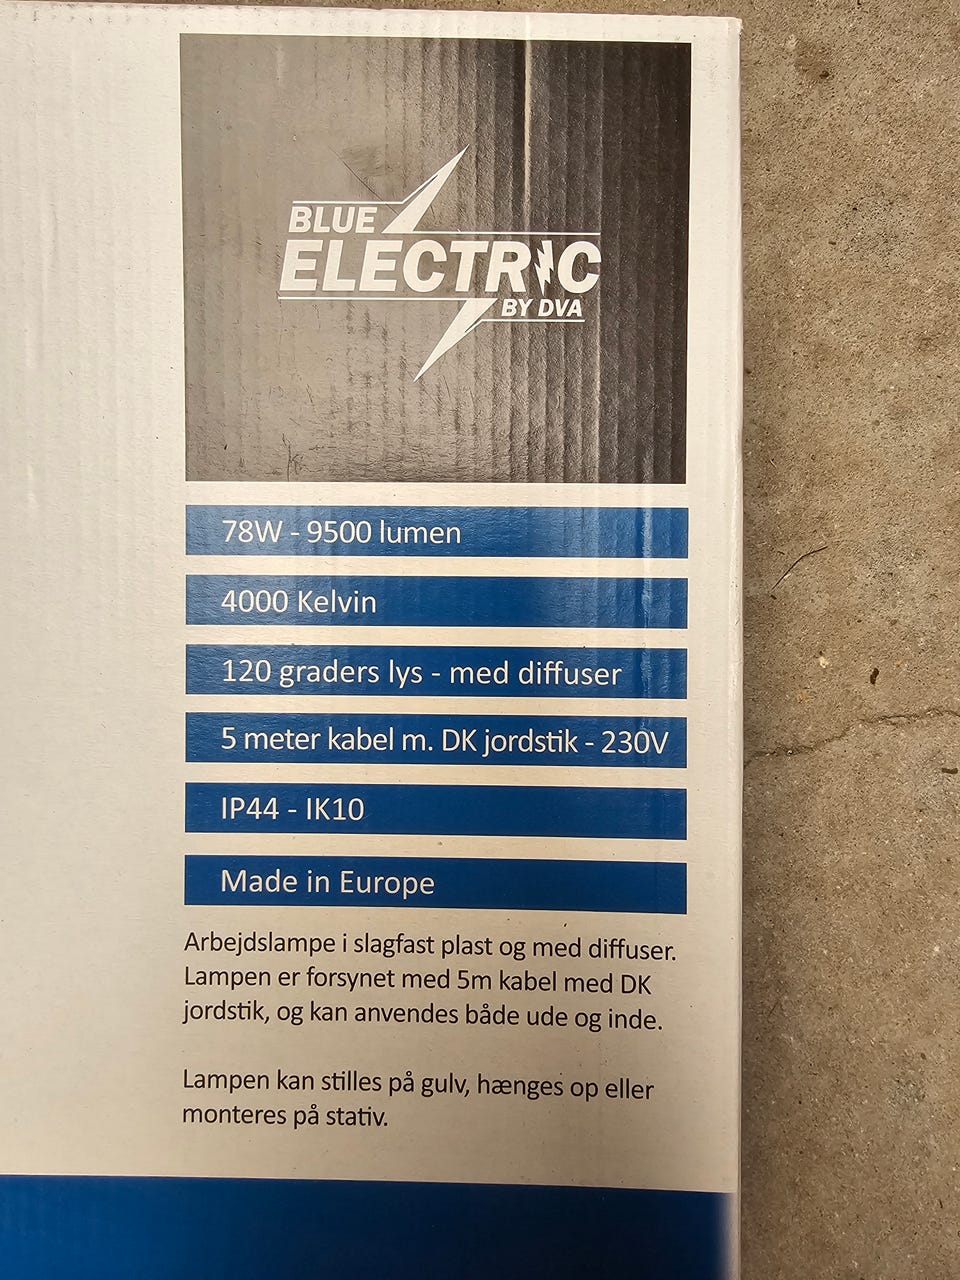 BLUE
ELECTRIC
BY DVA
78W - 9500 lumen
4000 Kelvin
120 graders lys - med diffuser
5 meter kabel m. DK jordstik - 230V
IP44 - IK10
Made in Europe
Arbejdslampe i slagfast plast og med diffuser.
Lampen er forsynet med 5m kabel med DK
jordstik, og kan anvendes både ude og inde.
Lampen kan stilles på gulv, hænges op eller
monteres på stativ.